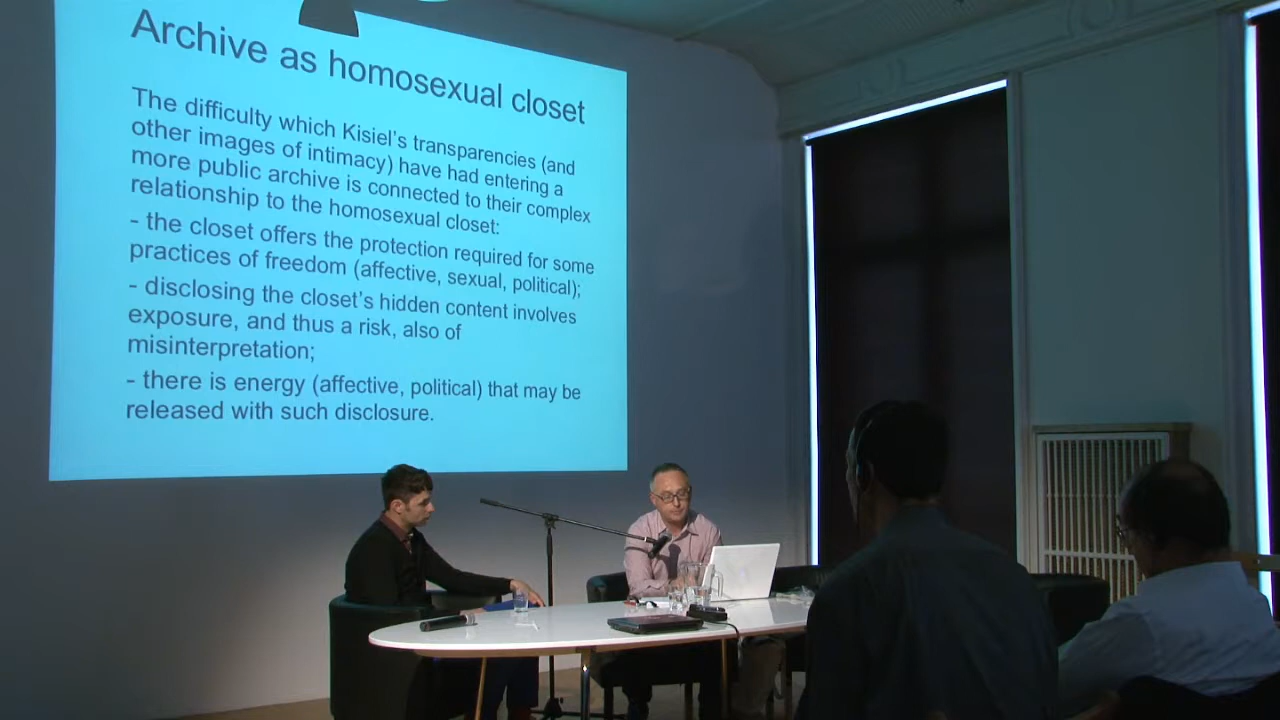 Archive as homosexual closet
The difficulty which Kisiel's transparencies (and
other images of intimacy) have had entering a
more public archive is connected to their complex
relationship to the homosexual closet:
- the closet offers the protection required for some
practices of freedom (affective, sexual, political);
- disclosing the closet's hidden content involves
exposure, and thus a risk, also of
misinterpretation;
- there is energy (affective, political) that may be
released with such disclosure.